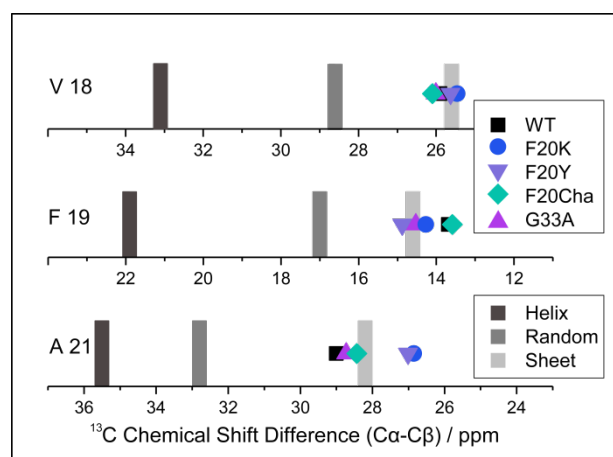 V 18
34 32 30 28 26
WT
F20K
F20Y
F20Cha
G33A
F 19
22 20 18 16 14 12
Helix
Random
Sheet
A 21
36 34 32 30 28 26 24
¹³C Chemical Shift Difference (Cα-Cβ) / ppm